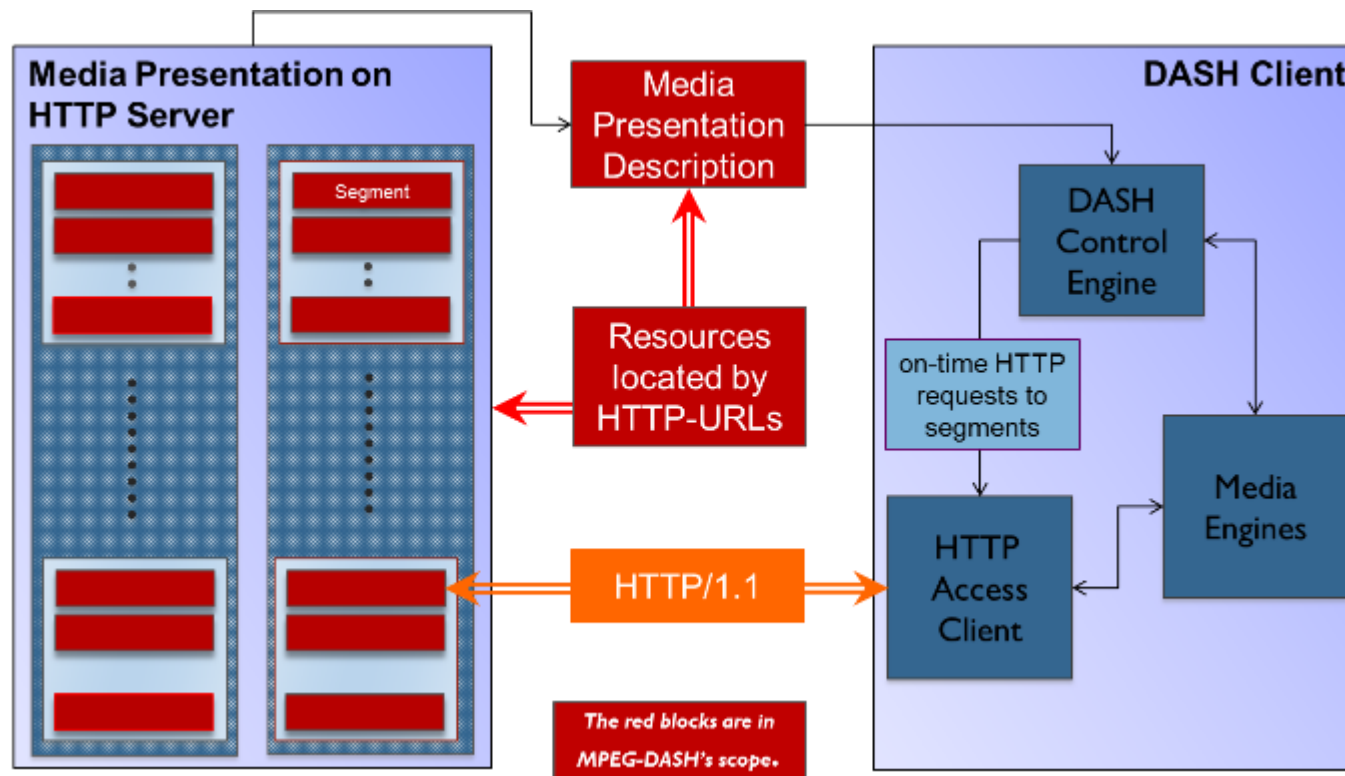 Media Presentation on
HTTP Server
Segment
Media
Presentation
Description
Resources
located by
HTTP-URLs
HTTP/1.1
The red blocks are in
MPEG-DASH's scope.
DASH Client
DASH
Control
Engine
on-time HTTP
requests to
segments
HTTP
Access
Client
Media
Engines